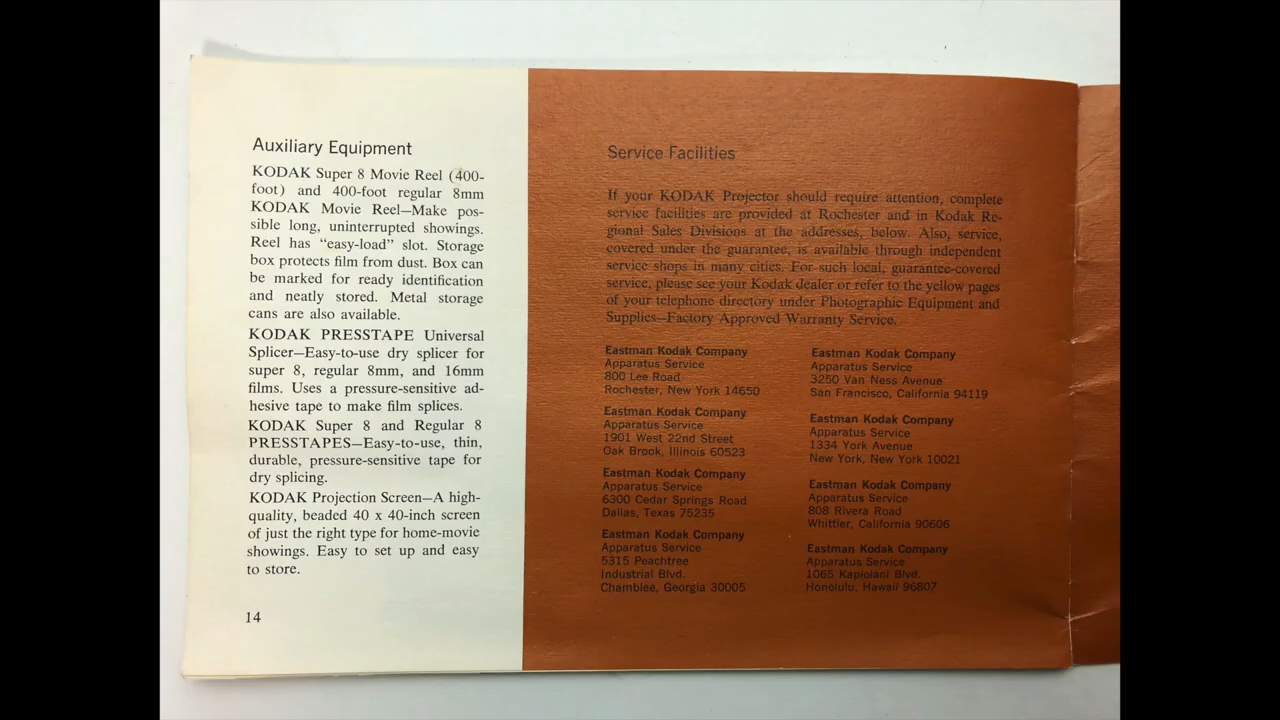 Auxiliary Equipment
KODAK Super 8 Movie Reel (400-
foot) and 400-foot regular 8mm
KODAK Movie Reel—Make pos-
sible long, uninterrupted showings.
Reel has “easy-load” slot. Storage
box protects film from dust. Box can
be marked for ready identification
and neatly stored. Metal storage
cans are also available.
KODAK PRESSTAPE Universal
Splicer—Easy-to-use dry splicer for
super 8, regular 8mm, and 16mm
films. Uses a pressure-sensitive ad-
hesive tape to make film splices.
KODAK Super 8 and Regular 8
PRESSTAPES—Easy-to-use, thin,
durable, pressure-sensitive tape for
dry splicing.
KODAK Projection Screen—A high-
quality, beaded 40 x 40-inch screen
of just the right type for home-movie
showings. Easy to set up and easy
to store.
14
Service Facilities
If your KODAK Projector should require attention, complete
service facilities are provided at Rochester and in Kodak Re-
gional Sales Divisions at the addresses, below. Also, service,
covered under the guarantee, is available through independent
service shops in many cities. For such local, guarantee-covered
service, please see your Kodak dealer or refer to the yellow pages
of your telephone directory under Photographic Equipment and
Supplies—Factory Approved Warranty Service.
Eastman Kodak Company
Apparatus Service
800 Lee Road
Rochester, New York 14650
Eastman Kodak Company
Apparatus Service
1901 West 22nd Street
Oak Brook, Illinois 60523
Eastman Kodak Company
Apparatus Service
6300 Cedar Springs Road
Dallas, Texas 75235
Eastman Kodak Company
Apparatus Service
5315 Peachtree
Industrial Blvd.
Chamblee, Georgia 30005
Eastman Kodak Company
Apparatus Service
3250 Van Ness Avenue
San Francisco, California 94119
Eastman Kodak Company
Apparatus Service
1334 York Avenue
New York, New York 10021
Eastman Kodak Company
Apparatus Service
808 Rivera Road
Whittier, California 90606
Eastman Kodak Company
Apparatus Service
1065 Kapiolani Blvd.
Honolulu, Hawaii 96807